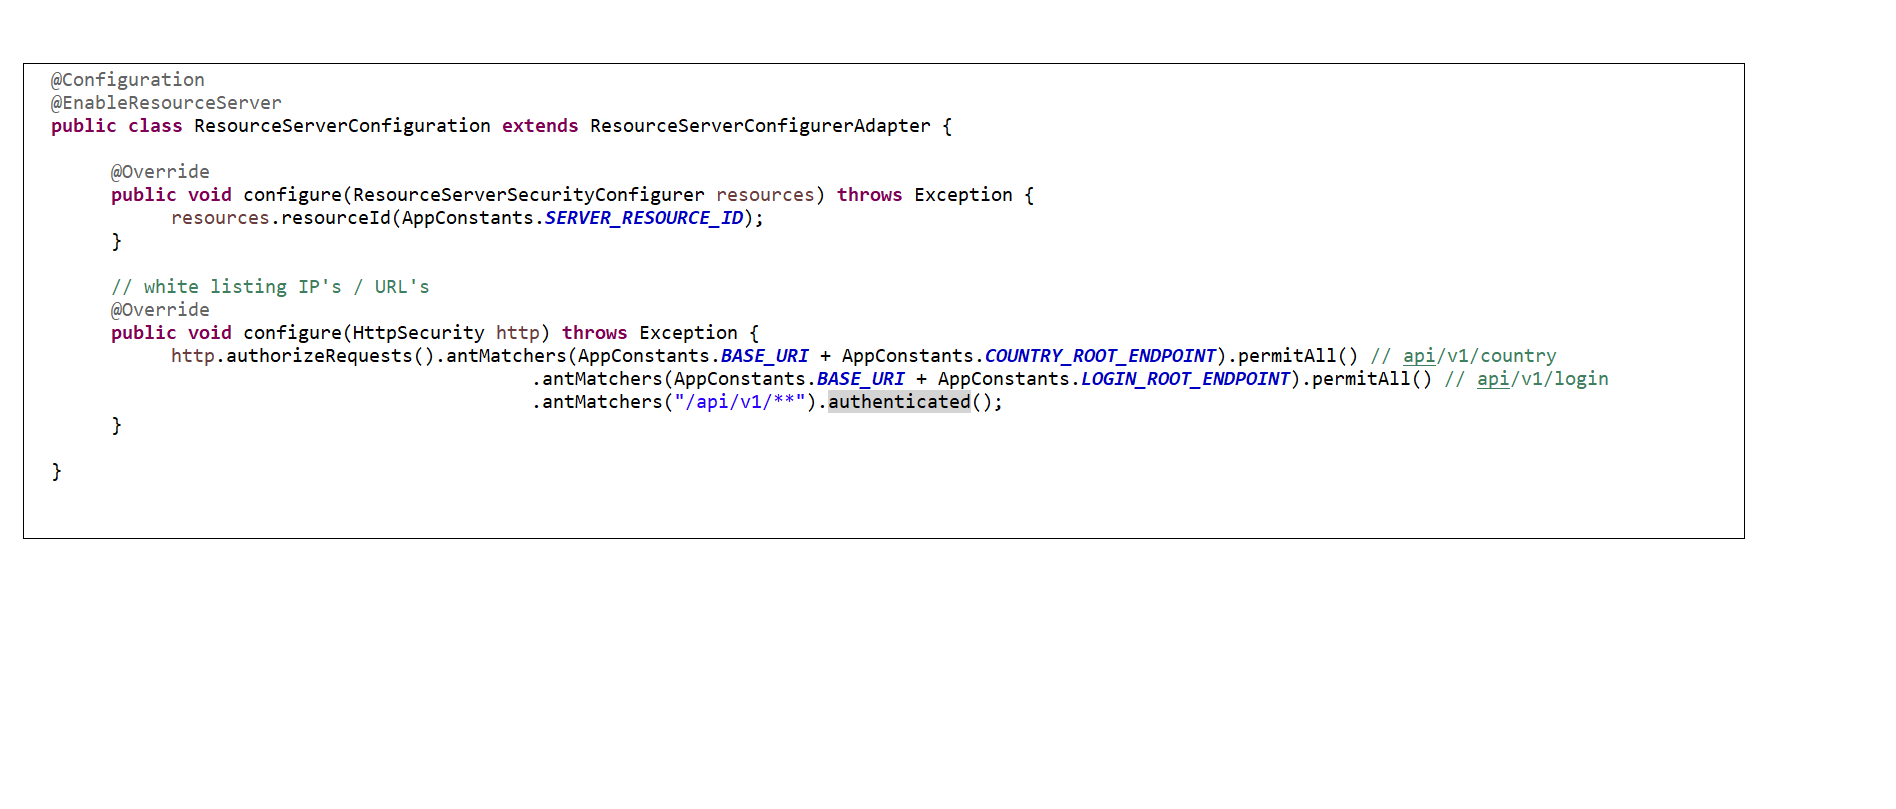 @Configuration
@EnableResourceServer
public class ResourceServerConfiguration extends ResourceServerConfigurerAdapter {
@Override
public void configure(ResourceServerSecurityConfigurer resources) throws Exception {
resources.resourceId(AppConstants.SERVER_RESOURCE_ID);
}
// white listing IP's / URL's
@Override
public void configure(HttpSecurity http) throws Exception {
http.authorizeRequests().antMatchers(AppConstants.BASE_URI + AppConstants.COUNTRY_ROOT_ENDPOINT).permitAll() // api/v1/country
.antMatchers(AppConstants.BASE_URI + AppConstants.LOGIN_ROOT_ENDPOINT).permitAll() // api/v1/login
.antMatchers("/api/v1/**").authenticated();
}
}